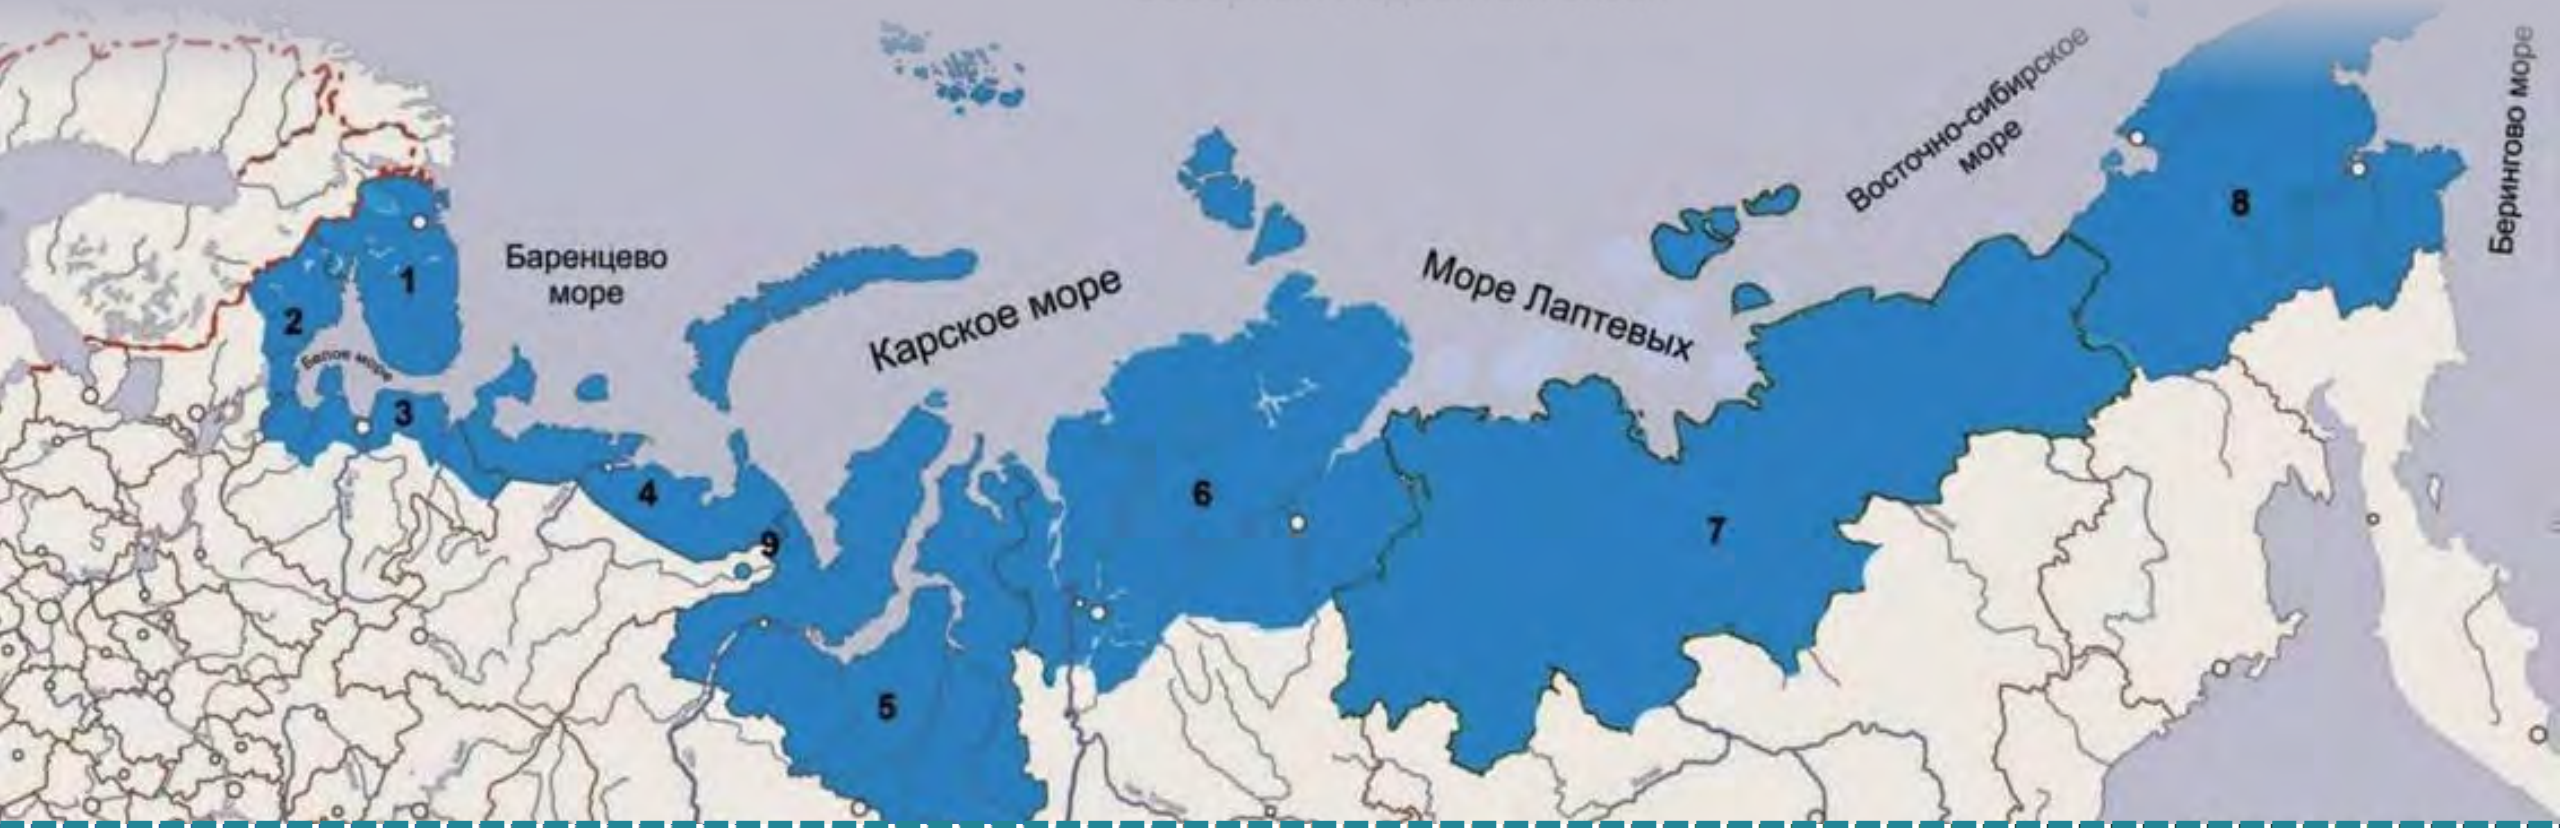 Восточно-сибирское
море
Берингово море
Баренцево
море
Карское море
Море Лаптевых
Белое море
1
2
3
4
5
6
7
8
9